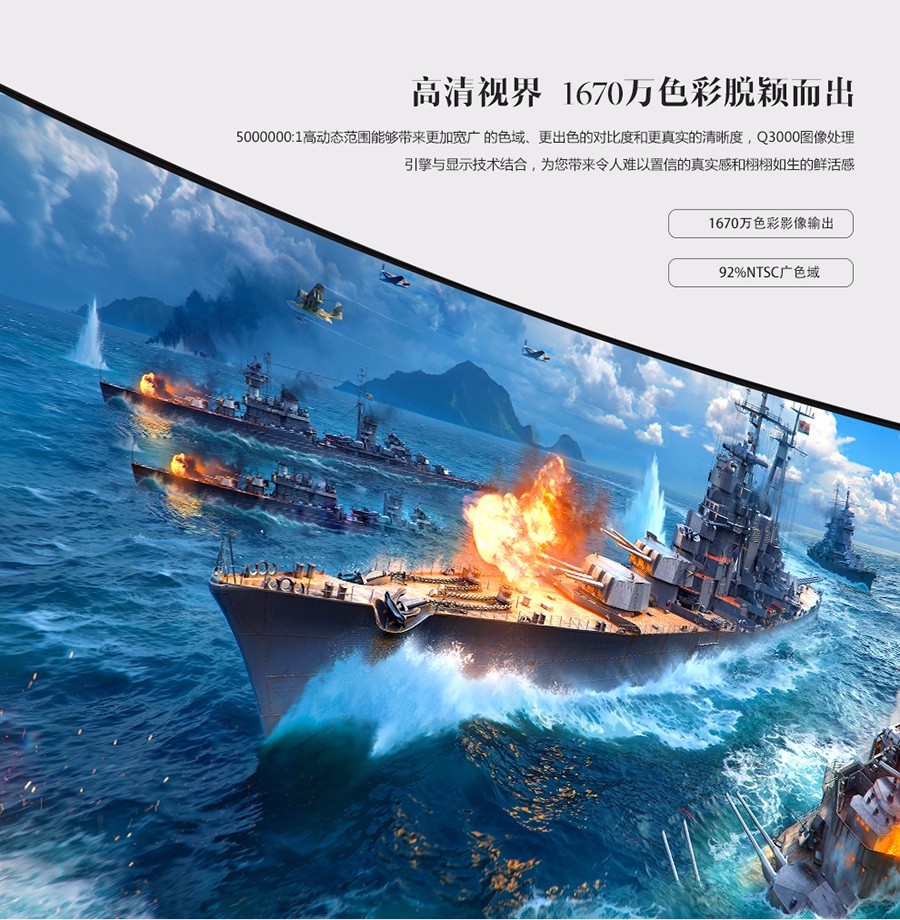 高清视界 1670万色彩脱颖而出
5000000:1高动态范围能够带来更加宽广 的色域、更出色的对比度和更真实的清晰度，Q3000图像处理
引擎与显示技术结合，为您带来令人难以置信的真实感和栩栩如生的鲜活感
1670万色彩影像输出
92%NTSC广色域